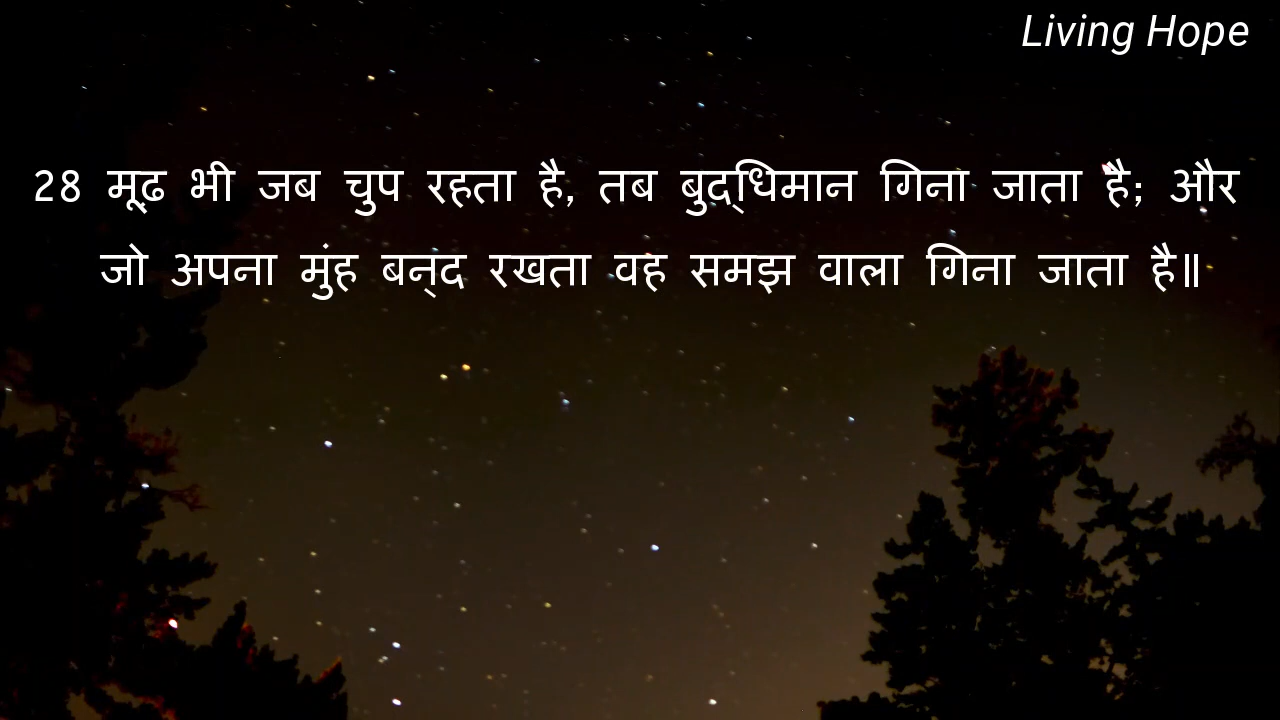 Living Hope
28 मूढ़ भी जब चुप रहता है, तब बुद्धिमान गिना जाता है; और
जो अपना मुंह बन्द रखता वह समझ वाला गिना जाता है॥